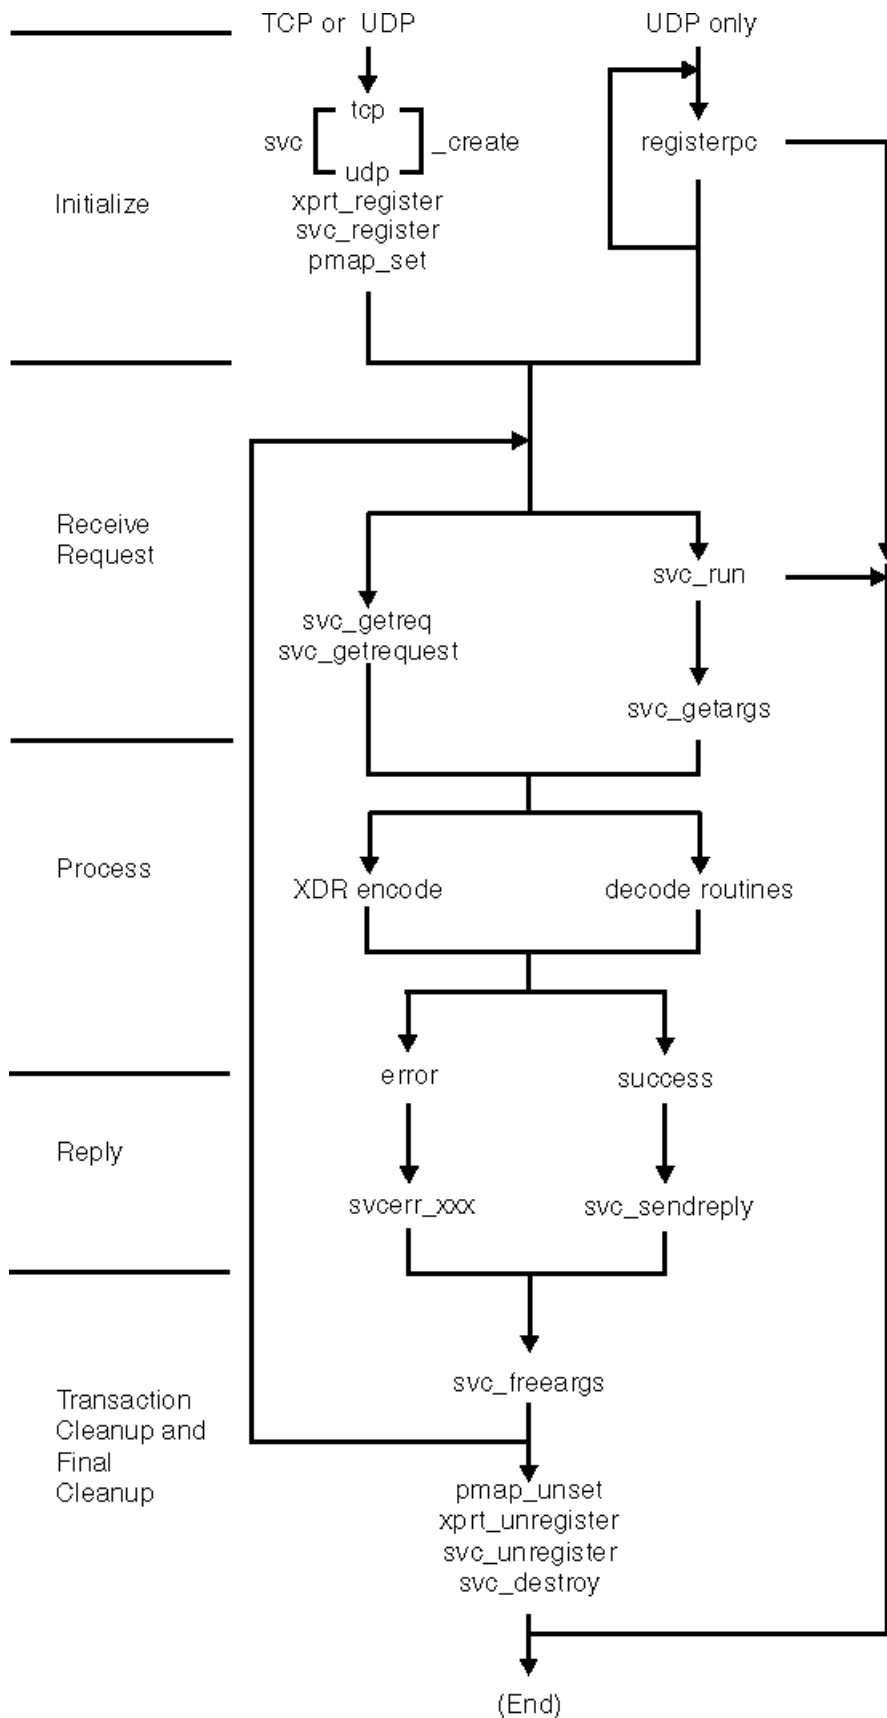 TCP or UDP
UDP only
tcp
svc
_create
registerpc
udp
xprt_register
svc_register
pmap_set
Initialize
Receive
Request
svc_run
svc_getreq
svc_getrequest
svc_getargs
Process
XDR encode
decode routines
error
success
Reply
svcerr_xxx
svc_sendreply
svc_freeargs
Transaction
Cleanup and
Final
Cleanup
pmap_unset
xprt_unregister
svc_unregister
svc_destroy
(End)